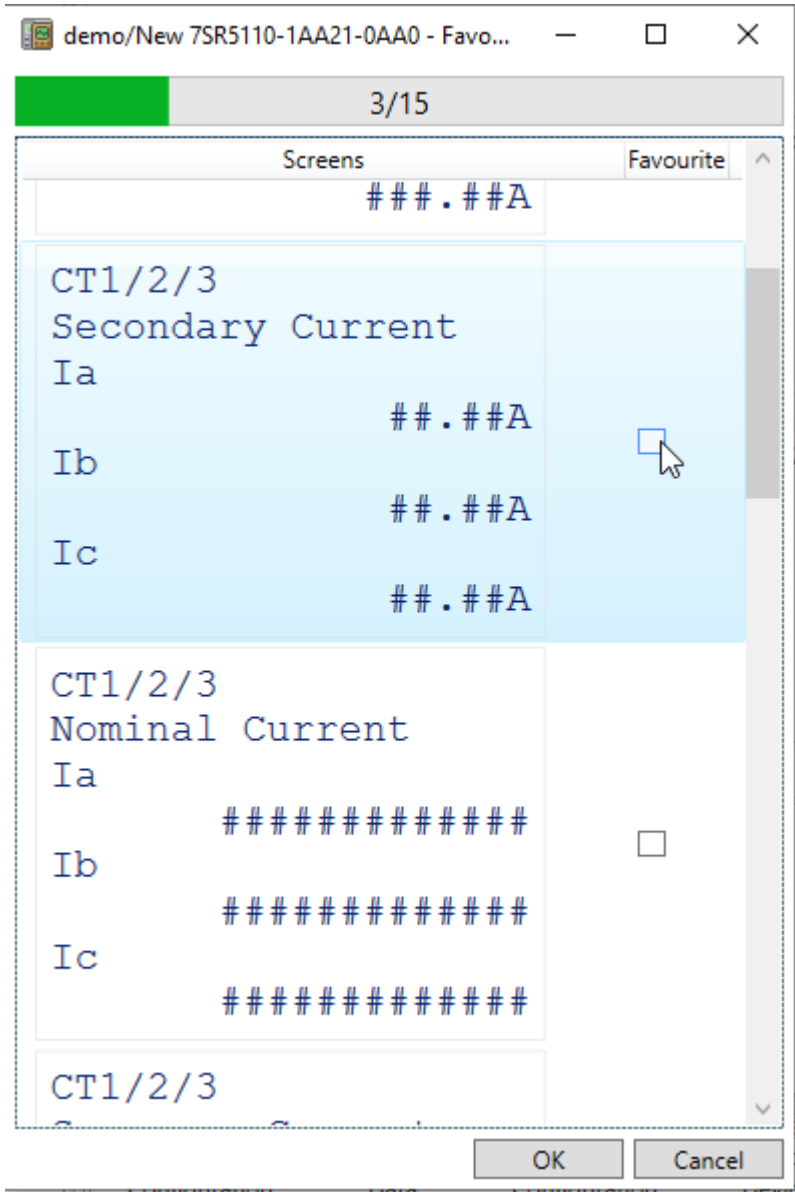 demo/New 7SR5110-1AA21-0AA0 - Favo...
3/15
Screens Favourite
###.##A
CT1/2/3
Secondary Current
Ia
##.##A
Ib
##.##A
Ic
##.##A
CT1/2/3
Nominal Current
Ia
#############
Ib
#############
Ic
#############
CT1/2/3
OK Cancel